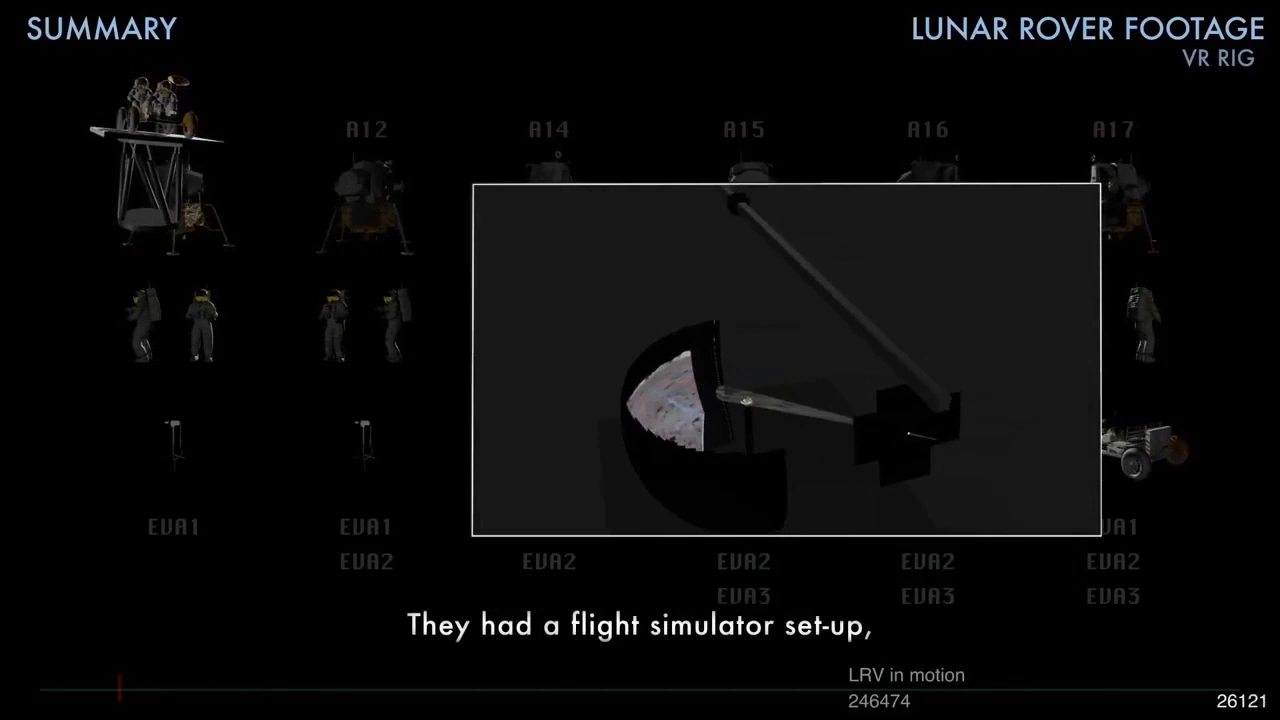 SUMMARY
LUNAR ROVER FOOTAGE
VR RIG
A12
A14
A15
A16
A17
EVA1
EVA1
VA1
EVA2
EVA2
EVA2
EVA2
EVA2
EVA3
EVA3
EVA3
They had a flight simulator set-up,
LRV in motion
246474
26121